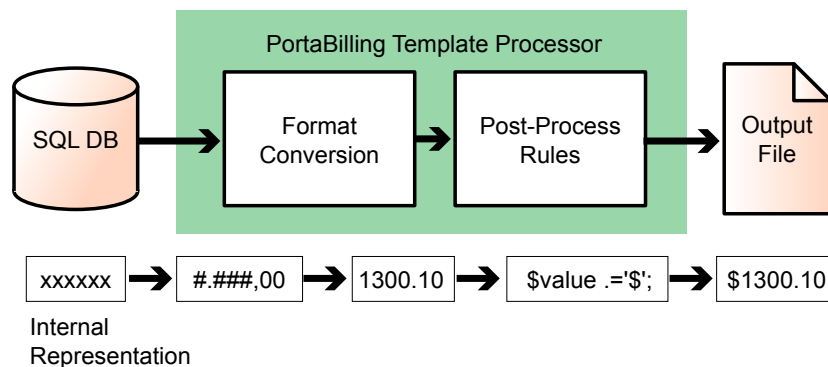 PortaBilling Template Processor
SQL DB
Format
Conversion
Post-Process
Rules
Output
File
xxxxxx
#.###,00
1300.10
$value .='$';
$1300.10
Internal
Representation